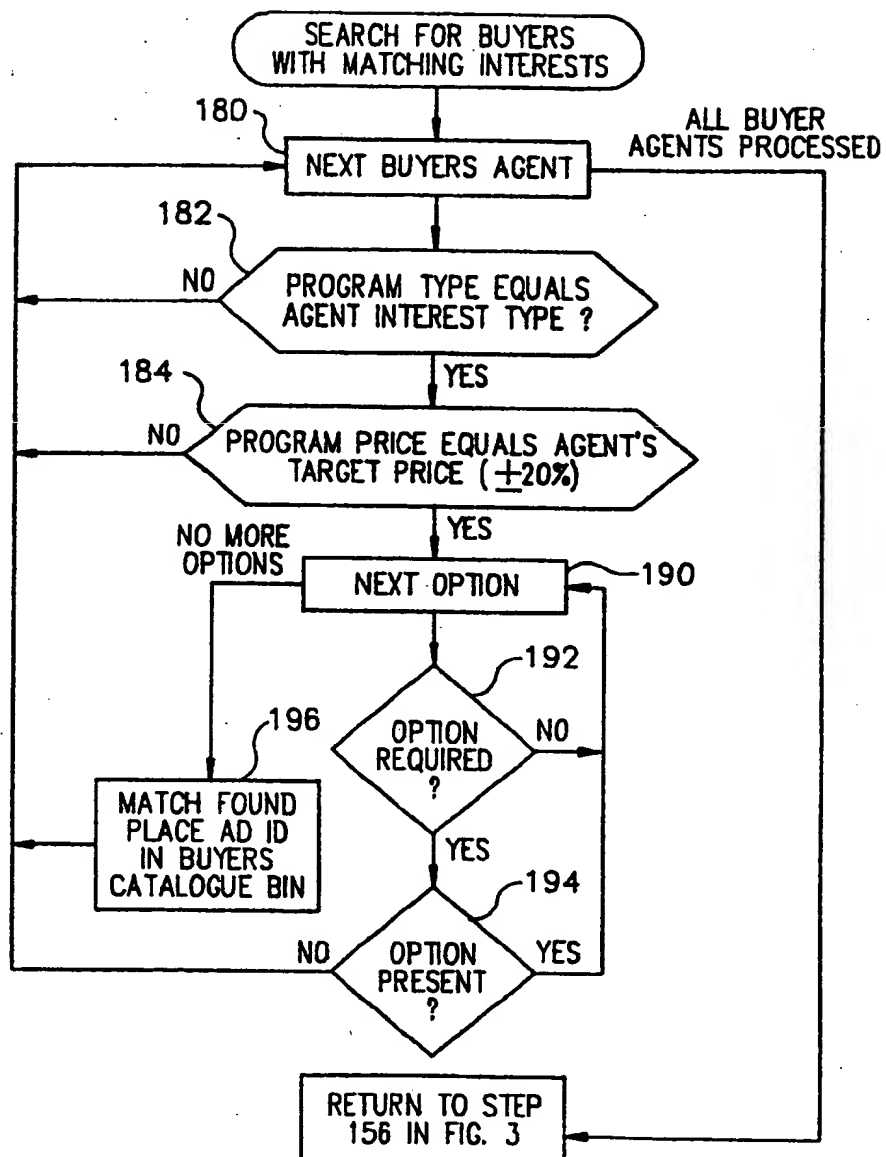 SEARCH FOR BUYERS
WITH MATCHING INTERESTS
180
ALL BUYER
AGENTS PROCESSED
NEXT BUYERS AGENT
182
NO
PROGRAM TYPE EQUALS
AGENT INTEREST TYPE ?
YES
184
NO
PROGRAM PRICE EQUALS AGENT'S
TARGET PRICE (±20%)
YES
NO MORE
OPTIONS
NEXT OPTION
190
192
OPTION
REQUIRED
?
NO
196
MATCH FOUND
PLACE AD ID
IN BUYERS
CATALOGUE BIN
YES
194
NO
OPTION
PRESENT
?
YES
RETURN TO STEP
156 IN FIG. 3